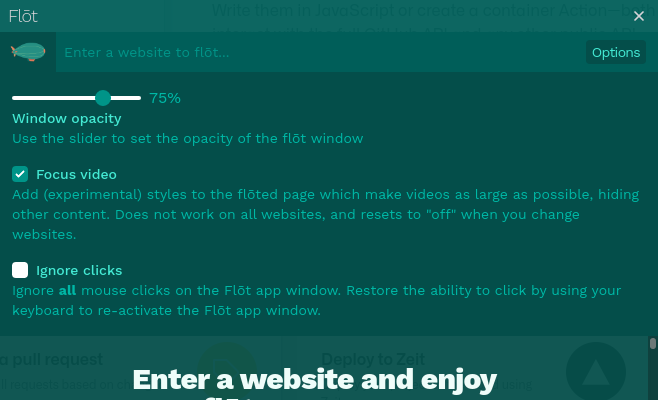 Flōt
Write them in JavaScript or create a container Action—both
Enter a website to flōt...
Options
75%
Window opacity
Use the slider to set the opacity of the flōt window
Focus video
Add (experimental) styles to the flōted page which make videos as large as possible, hiding
other content. Does not work on all websites, and resets to "off" when you change
websites.
Ignore clicks
Ignore all mouse clicks on the Flōt app window. Restore the ability to click by using your
keyboard to re-activate the Flōt app window.
a pull request
Deploy to Zeit
Enter a website and enjoy